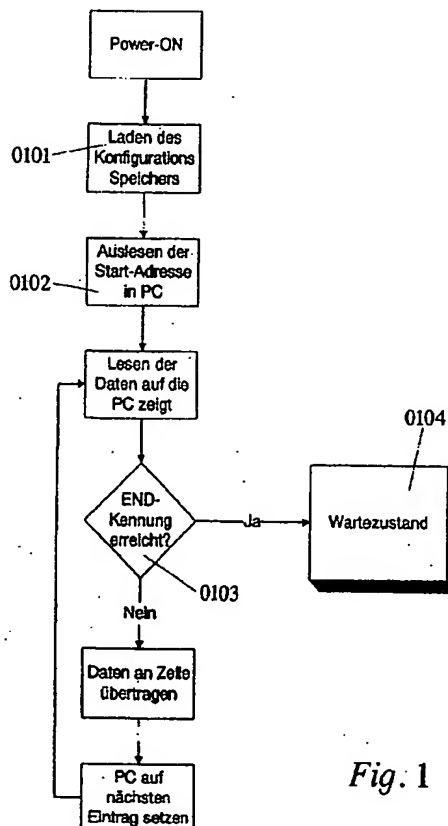 Power-ON
0101
Laden des
Konfigurations
Speichers
0102
Auslesen der
Start-Adresse
in PC
Lesen der
Daten auf die
PC zeigt
0104
END-
Kennung
erreicht?
Ja
Wartezustand
0103
Nein
Daten an Zelle
übertragen
PC auf
nächsten
Eintrag setzen
Fig. 1